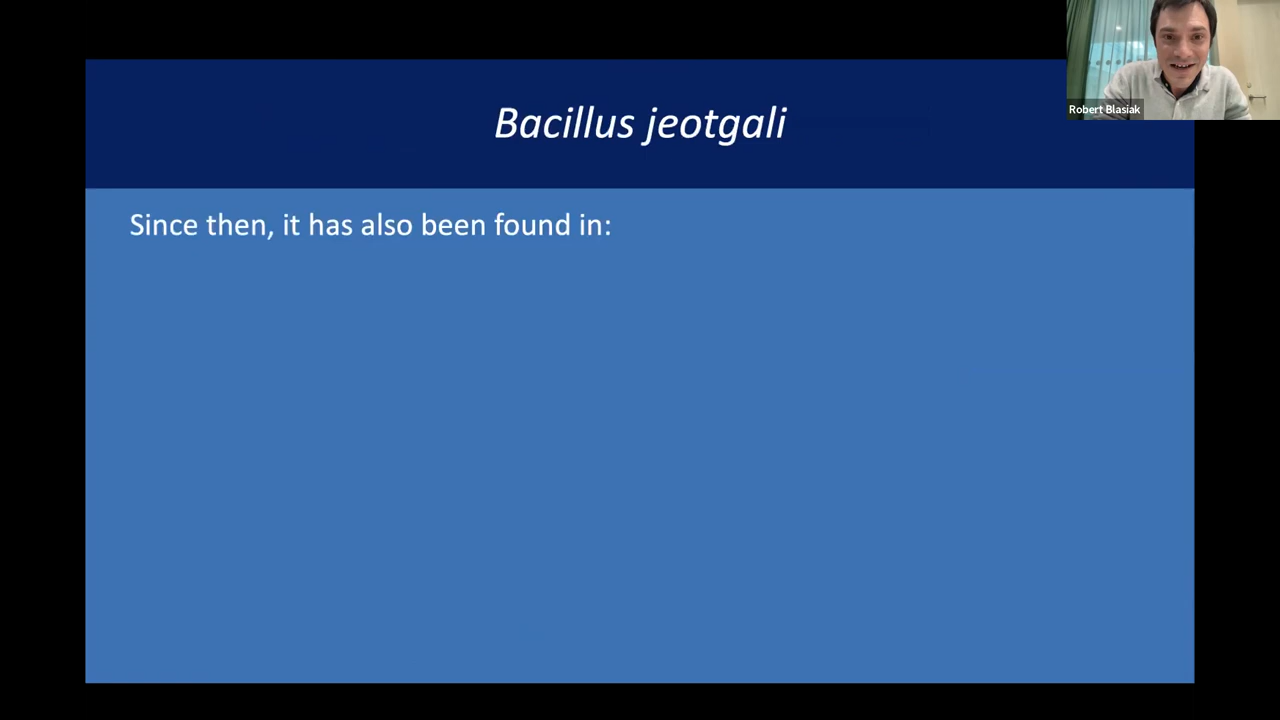 Bacillus jeotgali
Robert Blasiak
Since then, it has also been found in: